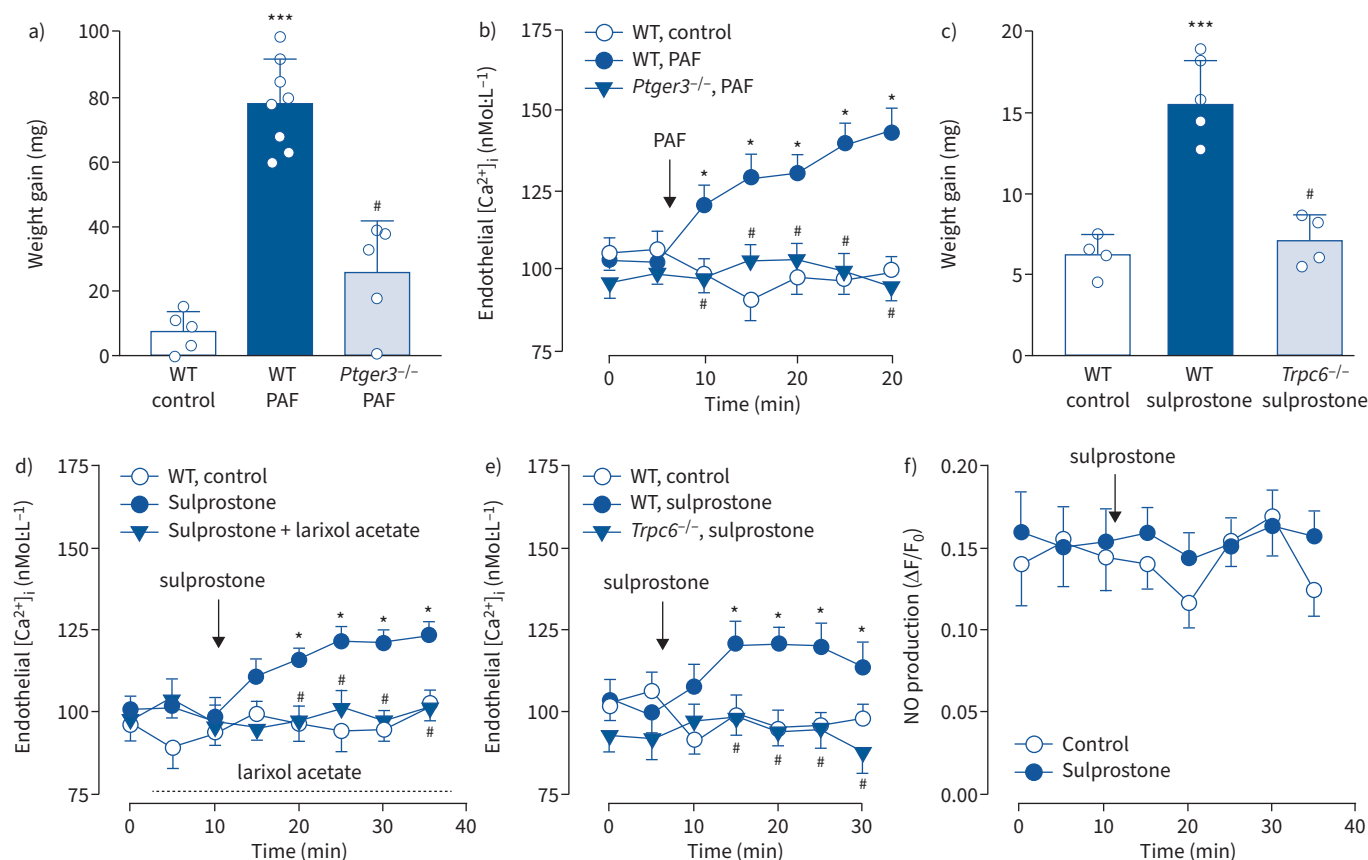 a)
Weight gain (mg)
100
80
60
40
20
0
***
#
WT
control
WT
PAF
Ptger3–/–
PAF
b)
Endothelial [Ca2+]i (nMol·L–1)
175
150
125
100
75
WT, control
WT, PAF
Ptger3–/–, PAF
PAF
* * * * *
# # #
# #
0 10 20 20
Time (min)
c)
Weight gain (mg)
20
15
10
5
0
***
#
WT
control
WT
sulprostone
Trpc6–/–
sulprostone
d)
Endothelial [Ca2+]i (nMol·L–1)
175
150
125
100
75
WT, control
Sulprostone
Sulprostone + larixol acetate
sulprostone
* * * *
# # #
#
larixol acetate
0 10 20 30 40
Time (min)
e)
Endothelial [Ca2+]i (nMol·L–1)
175
150
125
100
75
WT, control
WT, sulprostone
Trpc6–/–, sulprostone
sulprostone
* * * *
# # # #
0 10 20 30
Time (min)
f)
NO production (ΔF/F0)
0.20
0.15
0.10
0.05
0.00
sulprostone
Control
Sulprostone
0 10 20 30 40
Time (min)